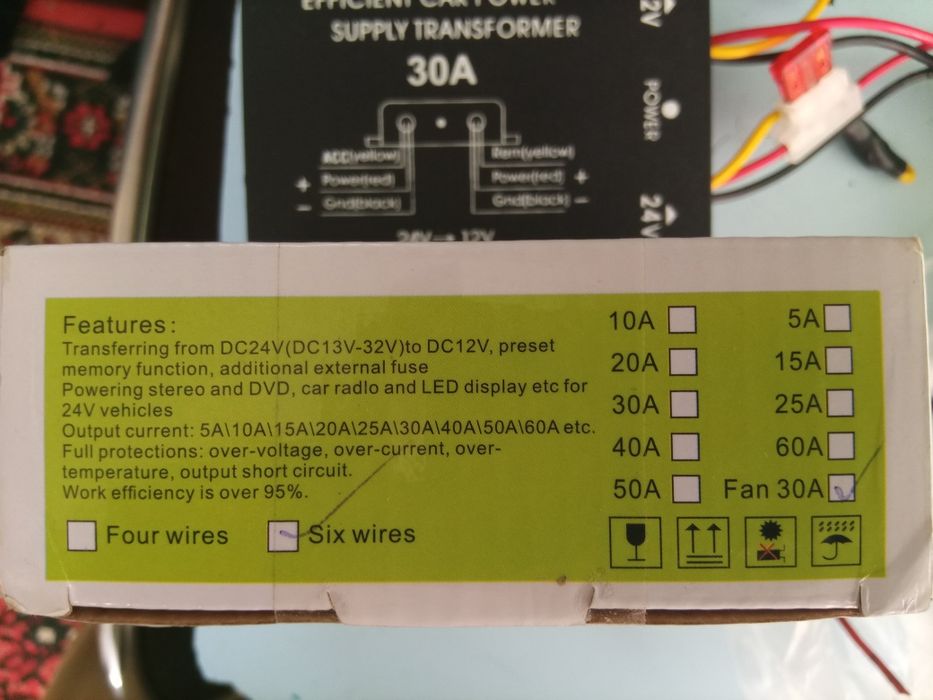 EFFICIENT CAR POWER
SUPPLY TRANSFORMER
30A
ACC(yellow) Rem(yellow)
+ Power(red) Power(red) +
- Gnd(black) Gnd(black) -
24V→12V
12V
POWER
24V
Features:
Transferring from DC24V(DC13V-32V)to DC12V, preset
memory function, additional external fuse
Powering stereo and DVD, car radlo and LED display etc for
24V vehicles
Output current: 5A\10A\15A\20A\25A\30A\40A\50A\60A etc.
Full protections: over-voltage, over-current, over-
temperature, output short circuit.
Work efficiency is over 95%.
Four wires Six wires
10A 5A
20A 15A
30A 25A
40A 60A
50A Fan 30A